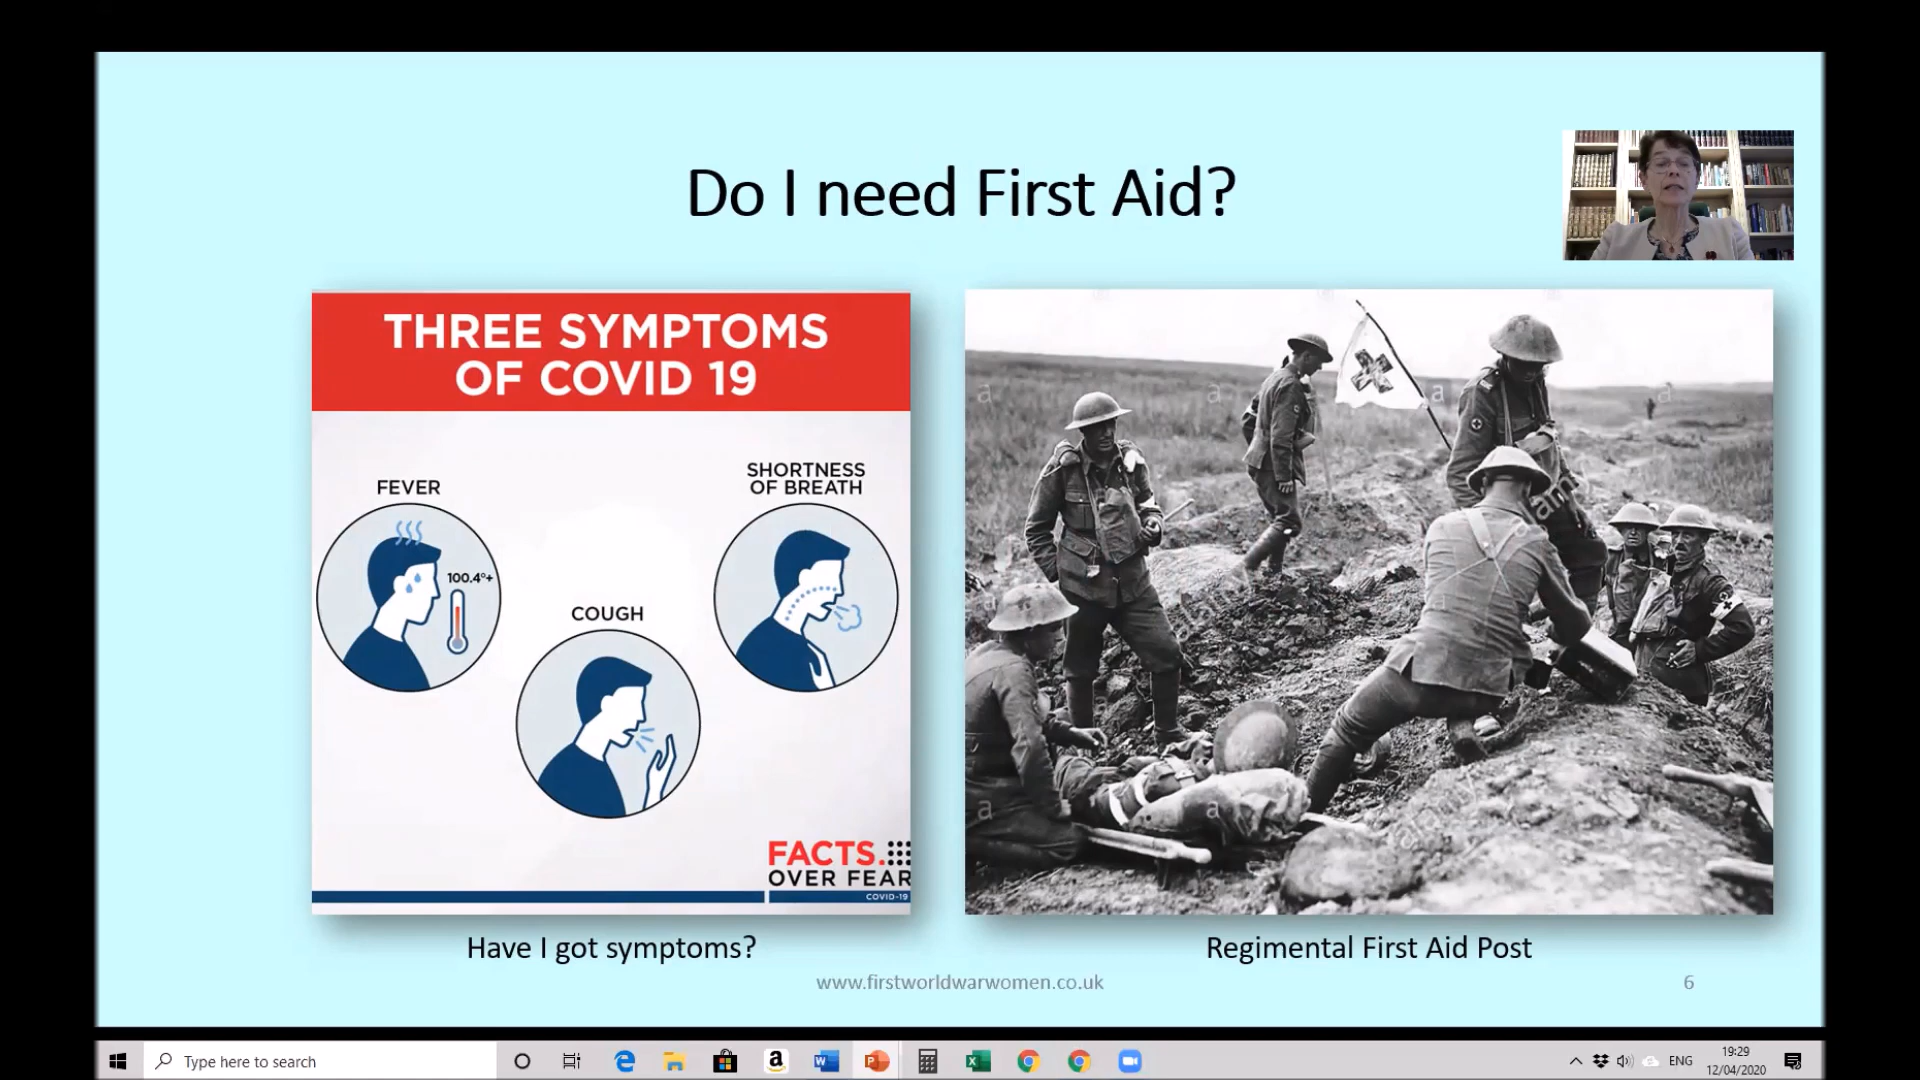 Do I need First Aid?
THREE SYMPTOMS
OF COVID 19
FEVER
100.4°+
COUGH
SHORTNESS
OF BREATH
FACTS.
OVER FEAR
COVID-19
Have I got symptoms?
a
a
a
a
alamy
a
a
a
alamy
Regimental First Aid Post
www.firstworldwarwomen.co.uk
6
Type here to search
ENG
19:29
12/04/2020